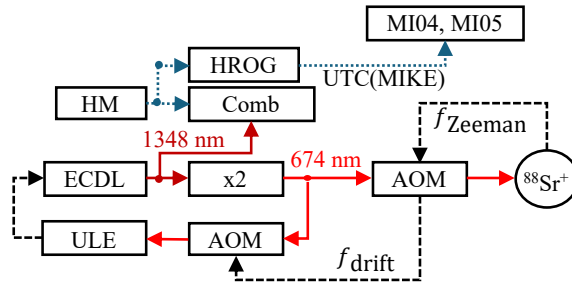 MI04, MI05
HROG
UTC(MIKE)
HM
Comb
f_Zeeman
1348 nm
674 nm
ECDL
x2
AOM
⁸⁸Sr⁺
ULE
AOM
f_drift